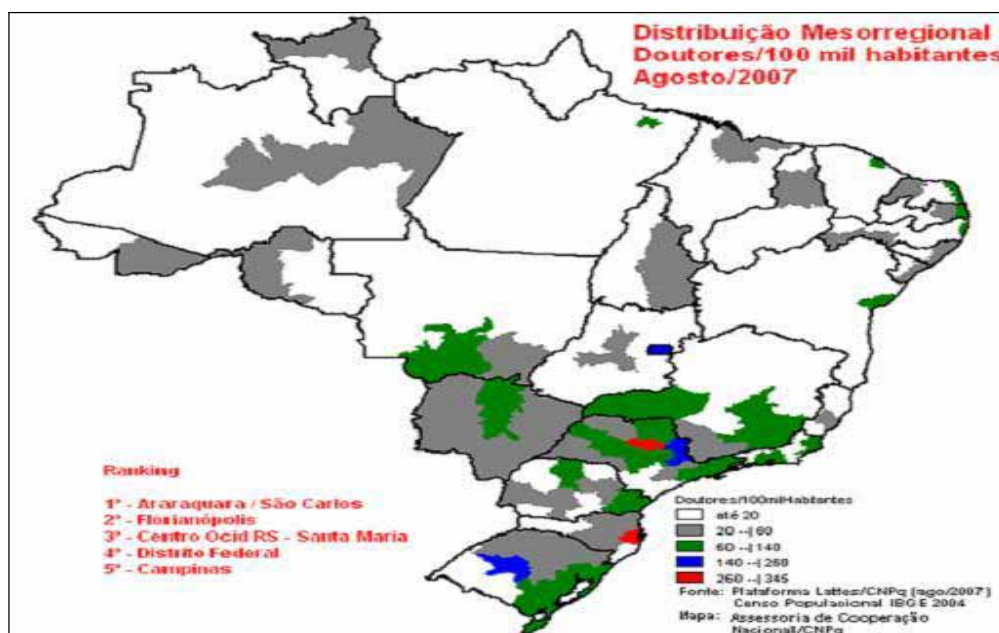 Distribuição Mesorregional
Doutores/100 mil habitantes
Agosto/2007
Ranking
1º - Araraquara / São Carlos
2º - Florianópolis
3º - Centro Ocid RS - Santa Maria
4º - Distrito Federal
5º - Campinas
Doutores/100milHabitantes
até 20
20 --| 60
60 --| 140
140 --| 260
260 --| 345
Fonte: Plataforma Lattes/CNPq (ago/2007)
Censo Populacional IBGE 2004
Mapa: Assessoria de Cooperação
Nacional/CNPq